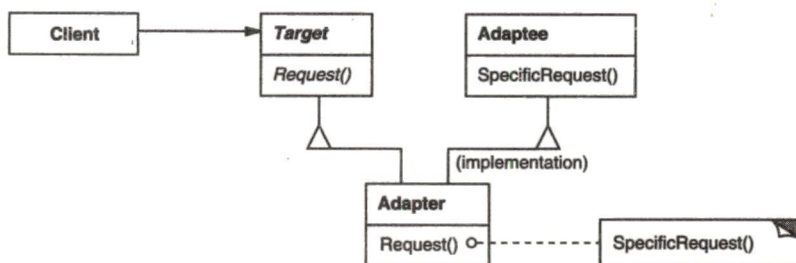 Client
Target
Request()
Adaptee
SpecificRequest()
(implementation)
Adapter
Request()
SpecificRequest()